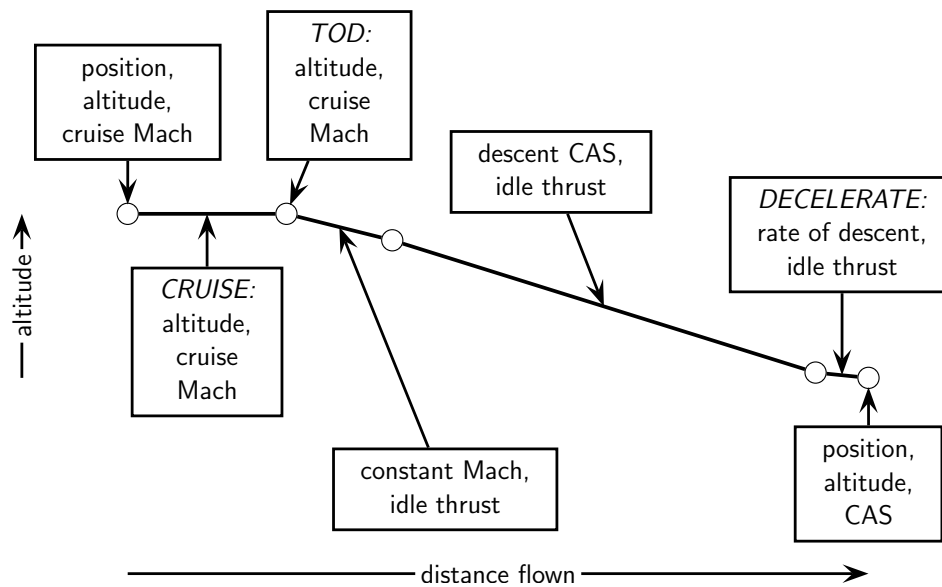 TOD:
altitude,
cruise
Mach
position,
altitude,
cruise Mach
descent CAS,
idle thrust
DECELERATE:
rate of descent,
idle thrust
altitude
CRUISE:
altitude,
cruise
Mach
constant Mach,
idle thrust
position,
altitude,
CAS
distance flown